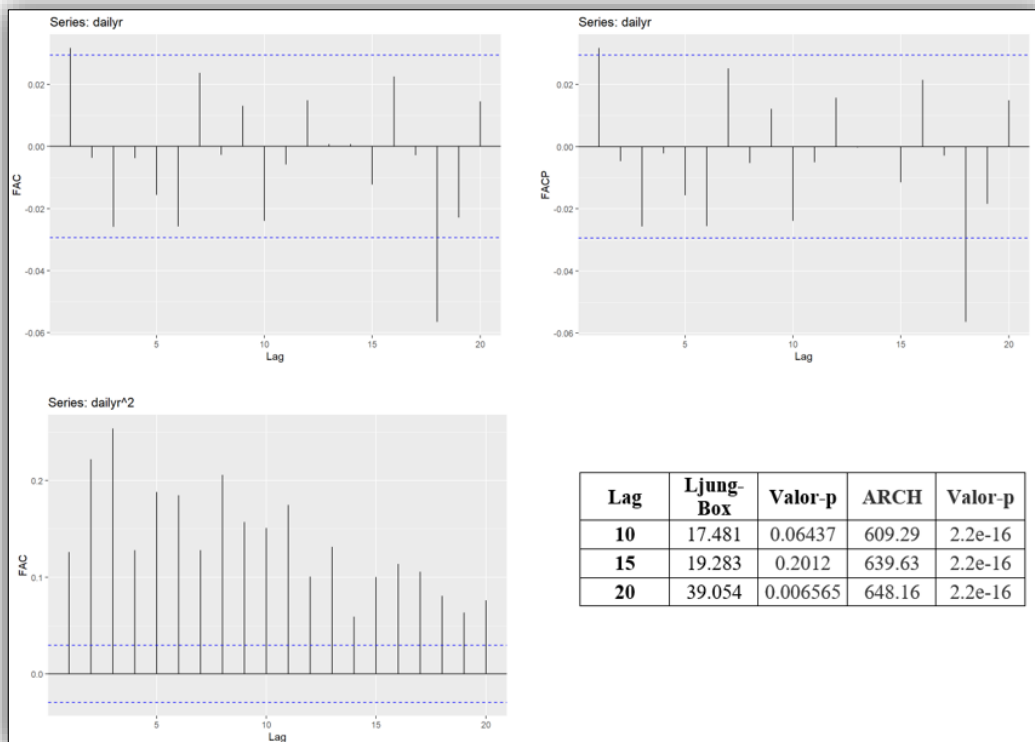 Series: dailyr
FAC
0.02
0.00
-0.02
-0.04
-0.06
5
10
15
20
Lag
Series: dailyr
FACP
0.02
0.00
-0.02
-0.04
-0.06
5
10
15
20
Lag
Series: dailyr^2
FAC
0.2
0.1
0.0
5
10
15
20
Lag
Lag Ljung-Box Valor-p ARCH Valor-p
10 17.481 0.06437 609.29 2.2e-16
15 19.283 0.2012 639.63 2.2e-16
20 39.054 0.006565 648.16 2.2e-16